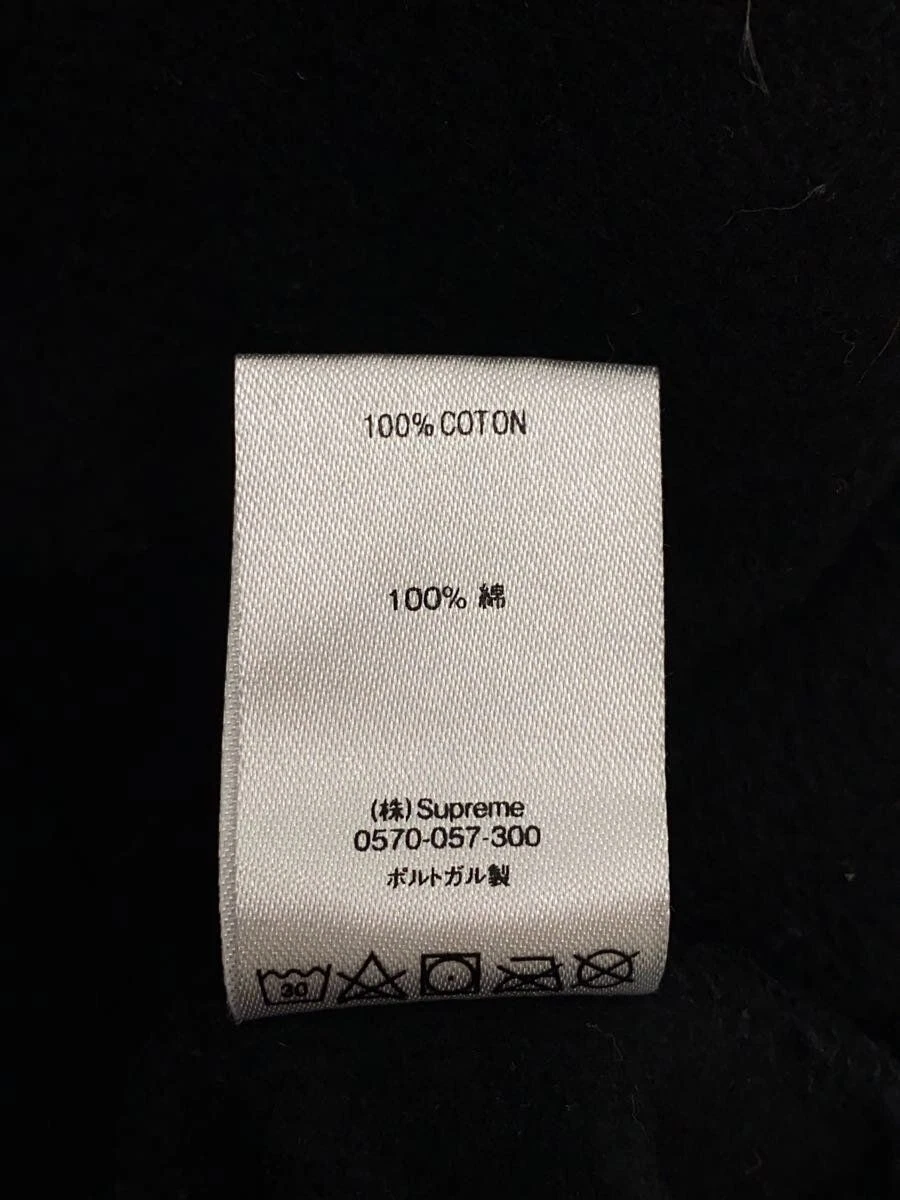 100% COTON
100% 綿
(株) Supreme
0570-057-300
ポルトガル製
30